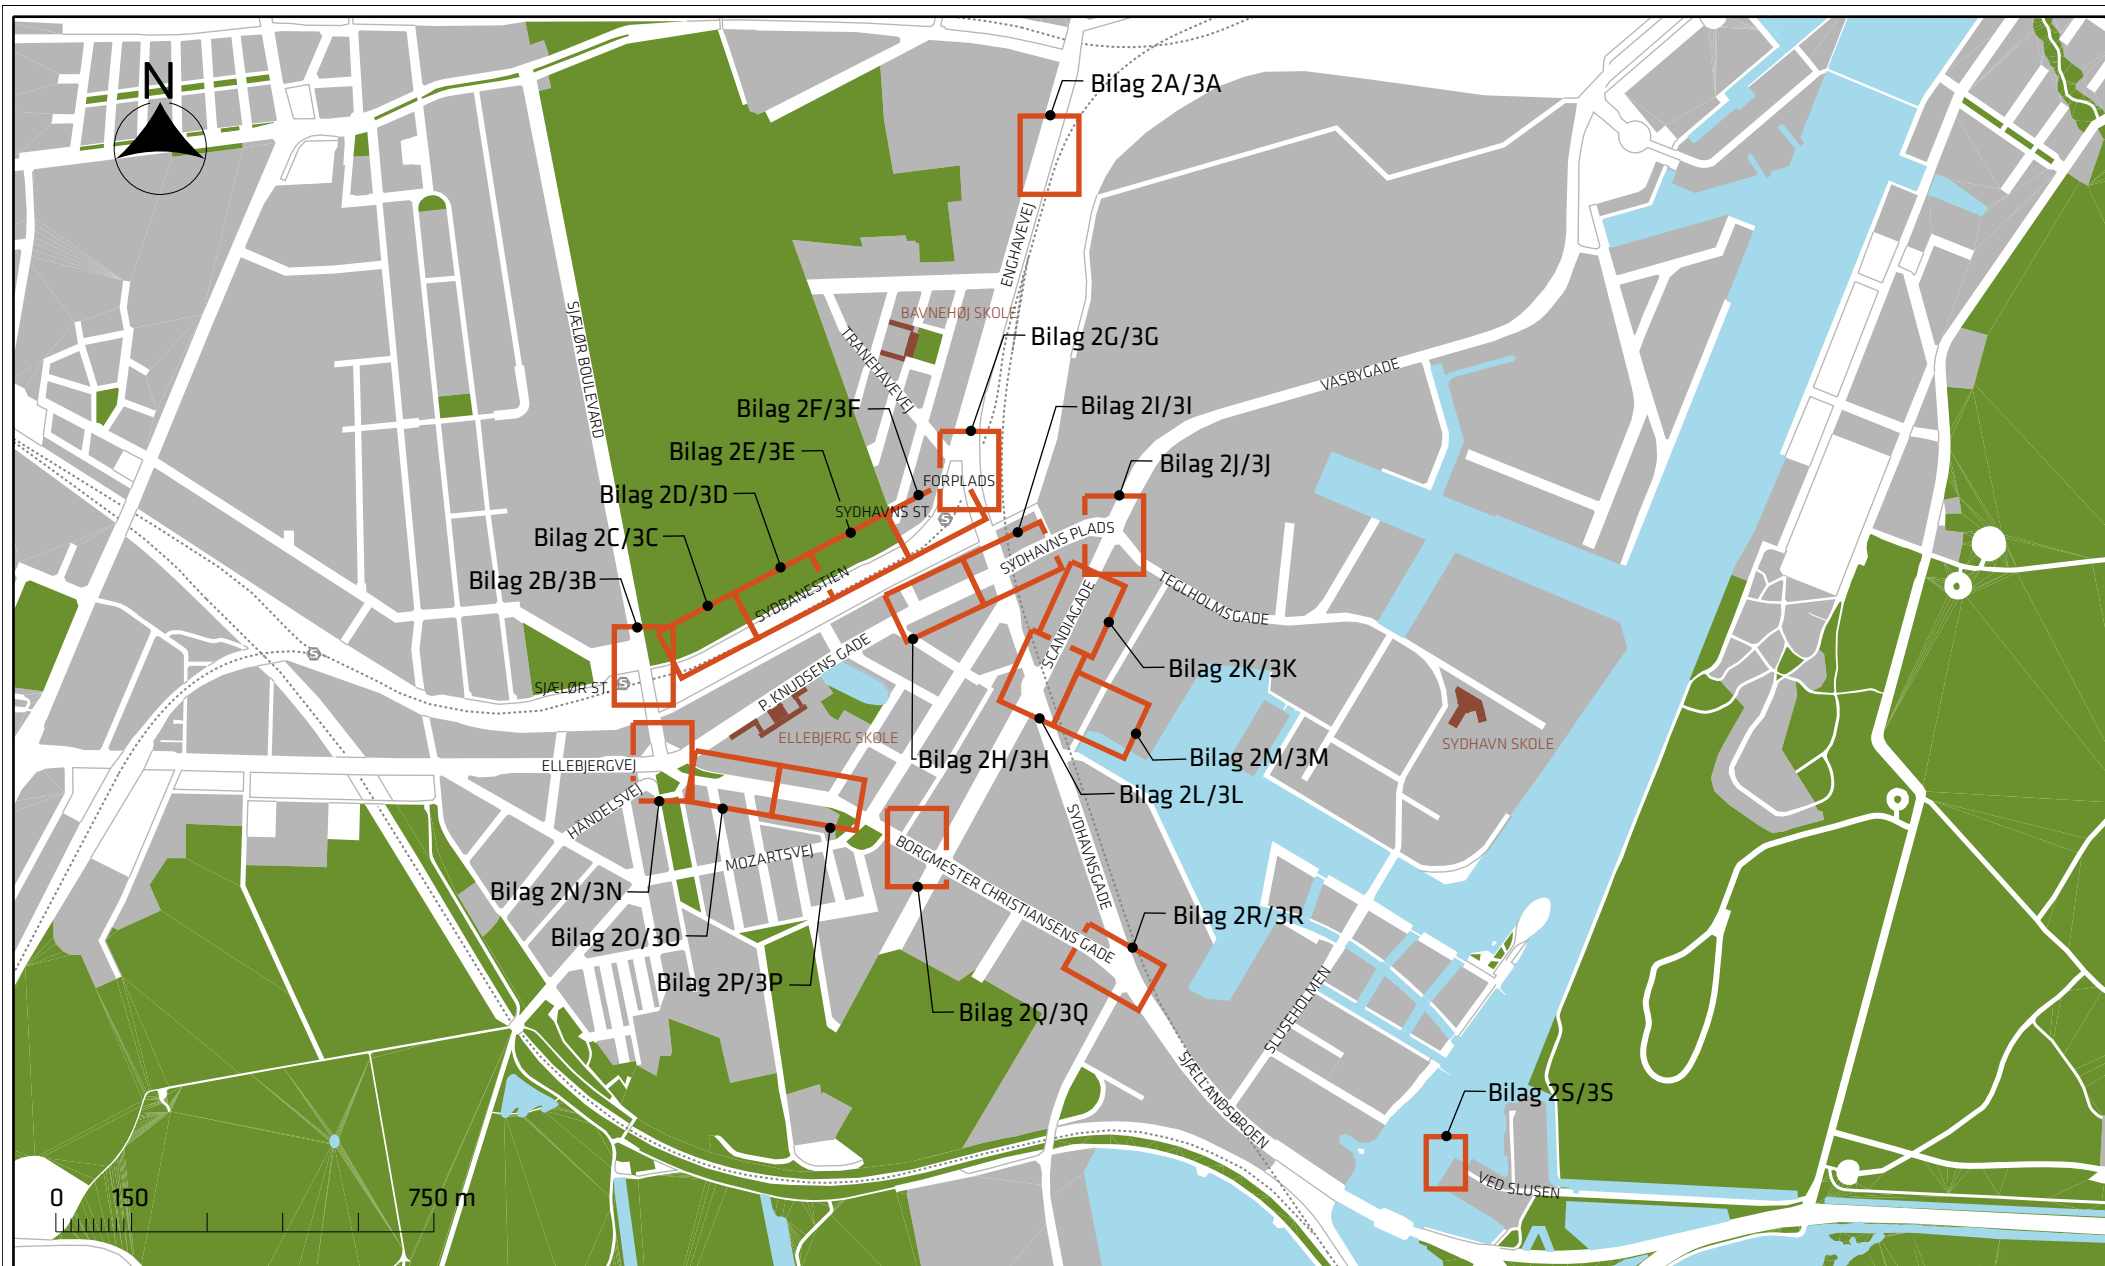 N
Bilag 2A/3A
ENGHAVEVEJ
SJÆLØR BOULEVARD
BAVNEHØJ SKOLE
TRANEHAVEVEJ
Bilag 2G/3G
VASBYGADE
Bilag 2F/3F
Bilag 2I/3I
Bilag 2E/3E
Bilag 2J/3J
FORPLADS
Bilag 2D/3D
SYDHAVNS ST.
S
SYDHAVNS PLADS
Bilag 2C/3C
Bilag 2B/3B
SYDBANESTIEN
TEGLHOLMSGADE
SCANDIAGADE
S
P. KNUDSENS GADE
Bilag 2K/3K
SJÆLØR ST.
S
ELLEBJERG SKOLE
SYDHAVN SKOLE
Bilag 2H/3H
Bilag 2M/3M
ELLEBJERGVEJ
Bilag 2L/3L
HÄNDELSVEJ
SYDHAVNSGADE
MOZARTSVEJ
BORGMESTER CHRISTIANSENS GADE
Bilag 2N/3N
Bilag 2R/3R
Bilag 2O/3O
Bilag 2P/3P
Bilag 2Q/3Q
SLUSEHOLMEN
SJÆLLANDSBROEN
Bilag 2S/3S
VED SLUSEN
0 150 750 m